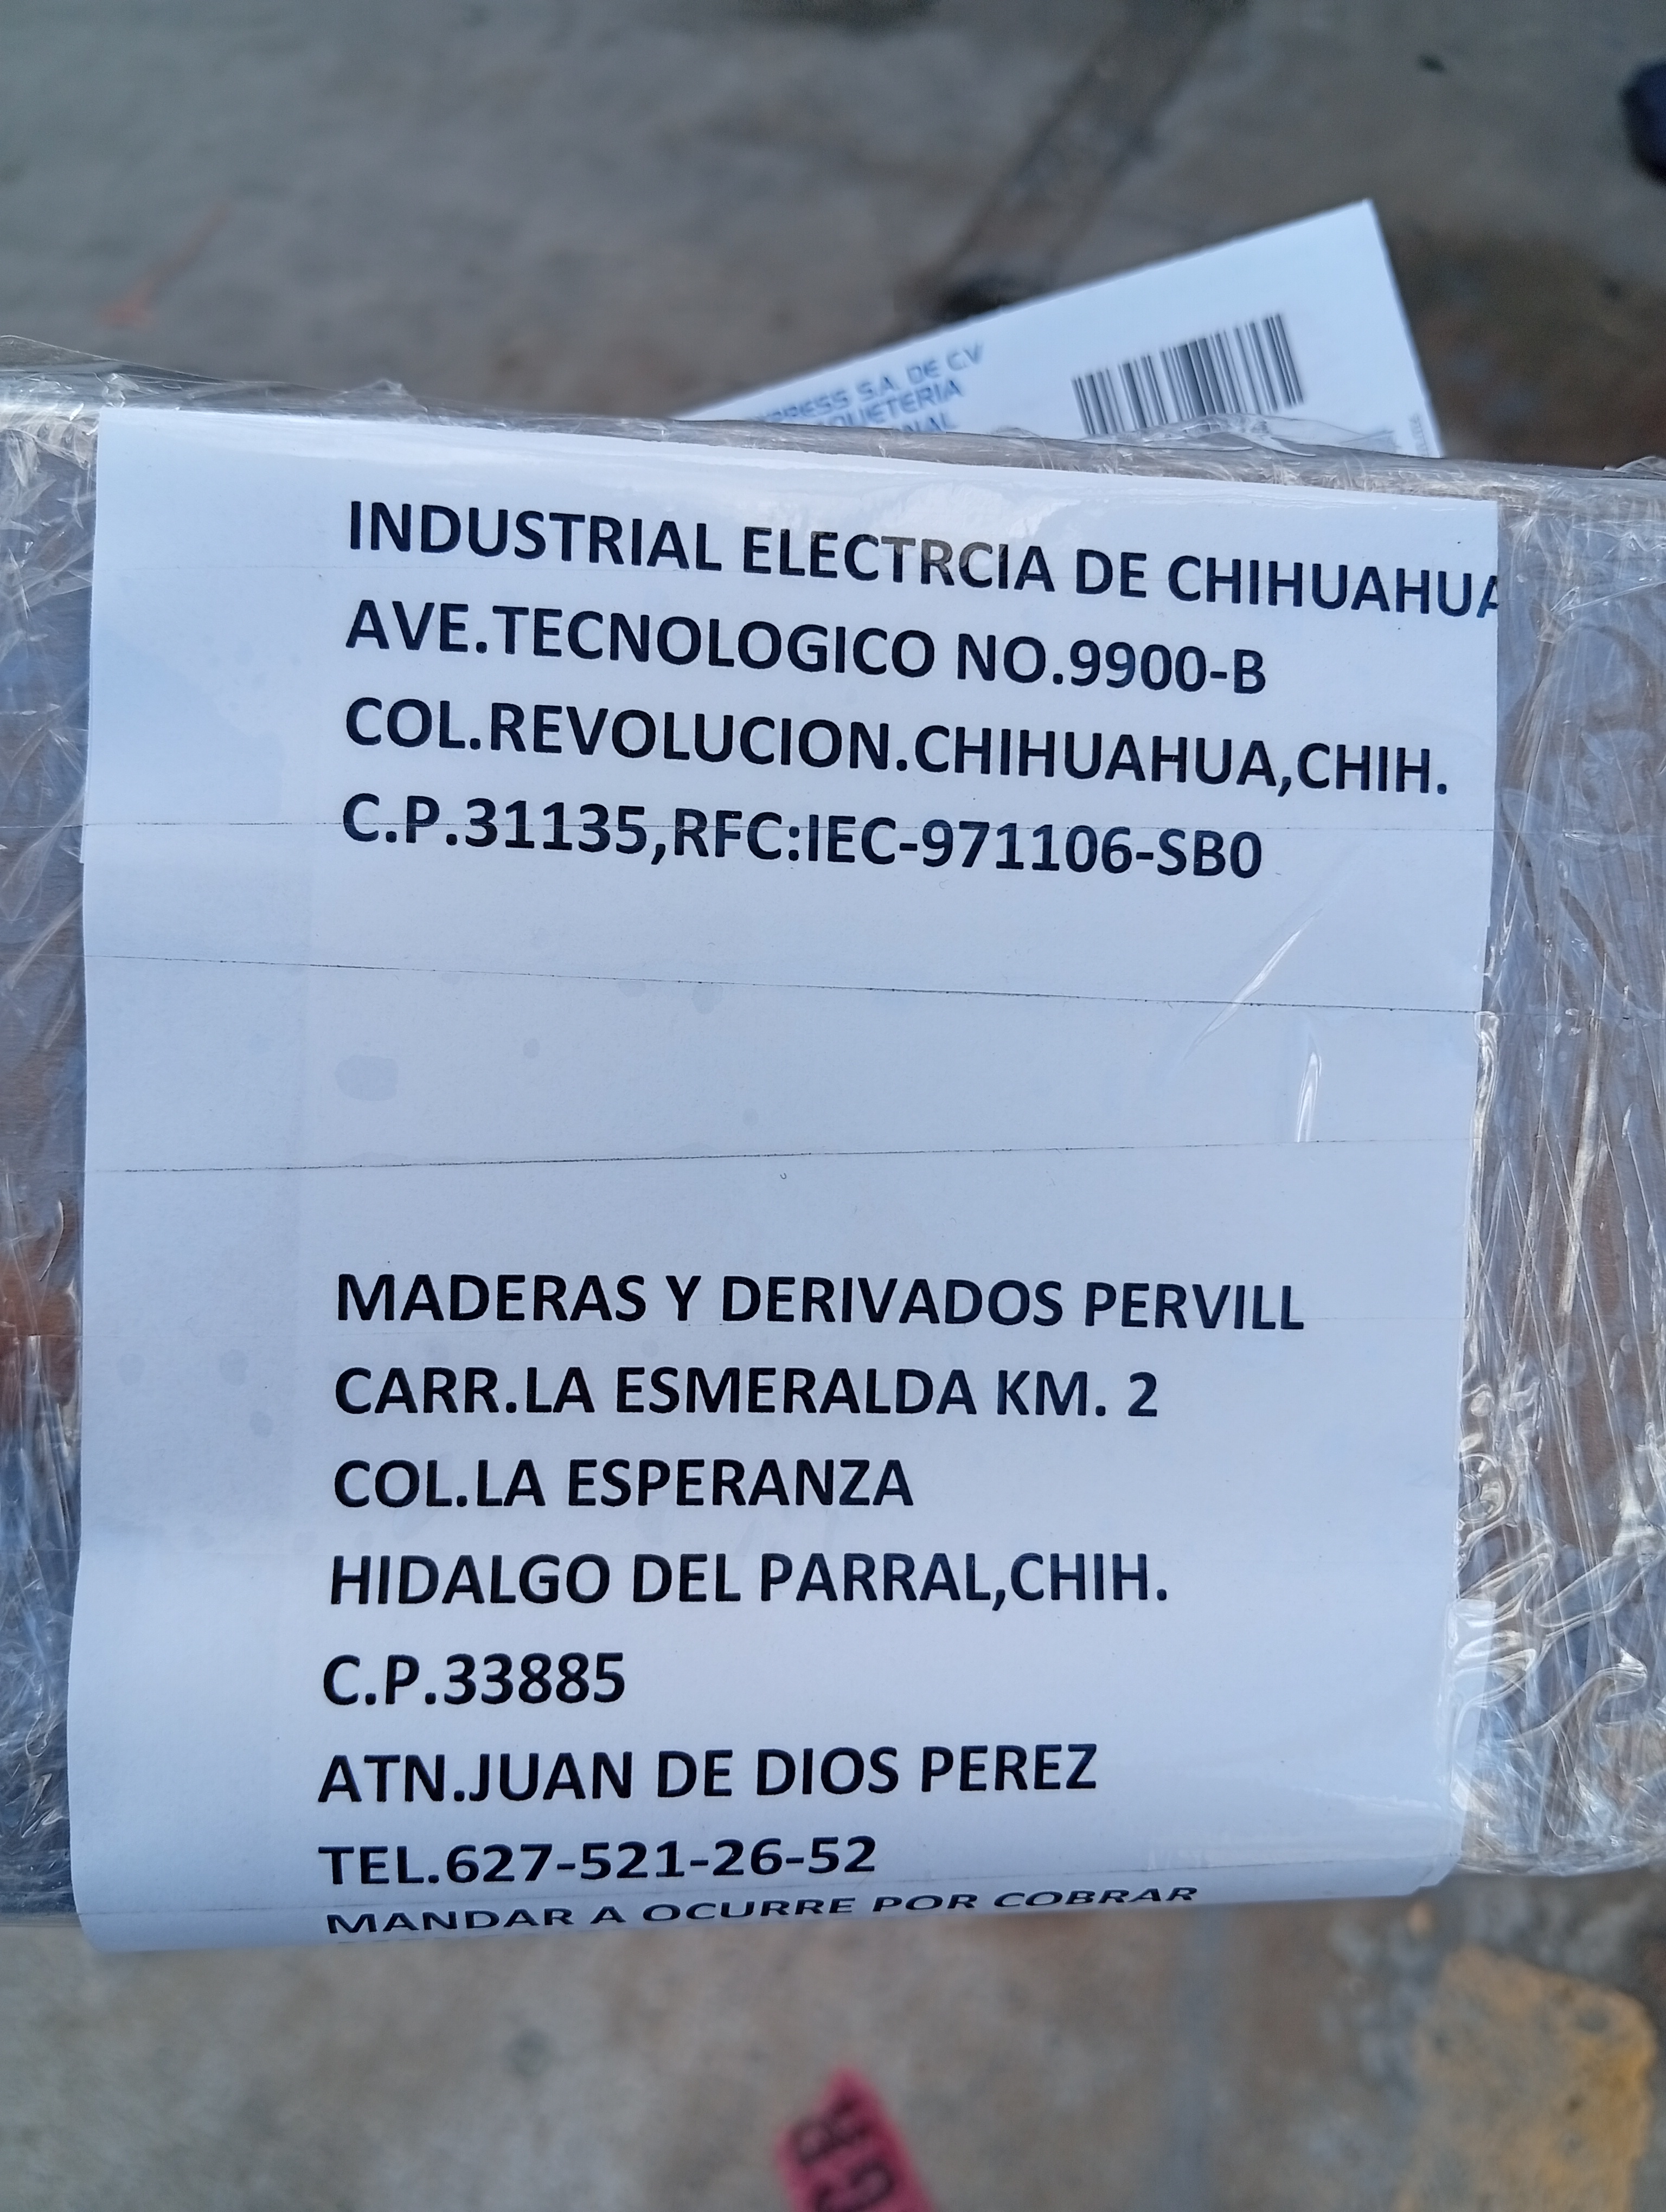 PRESS S.A. DE C.V
INDUSTRIAL ELECTRCIA DE CHIHUAHUA
AVE.TECNOLOGICO NO.9900-B
COL.REVOLUCION.CHIHUAHUA,CHIH.
C.P.31135,RFC:IEC-971106-SB0
MADERAS Y DERIVADOS PERVILL
CARR.LA ESMERALDA KM. 2
COL.LA ESPERANZA
HIDALGO DEL PARRAL,CHIH.
C.P.33885
ATN.JUAN DE DIOS PEREZ
TEL.627-521-26-52
MANDAR A OCURRE POR COBRAR